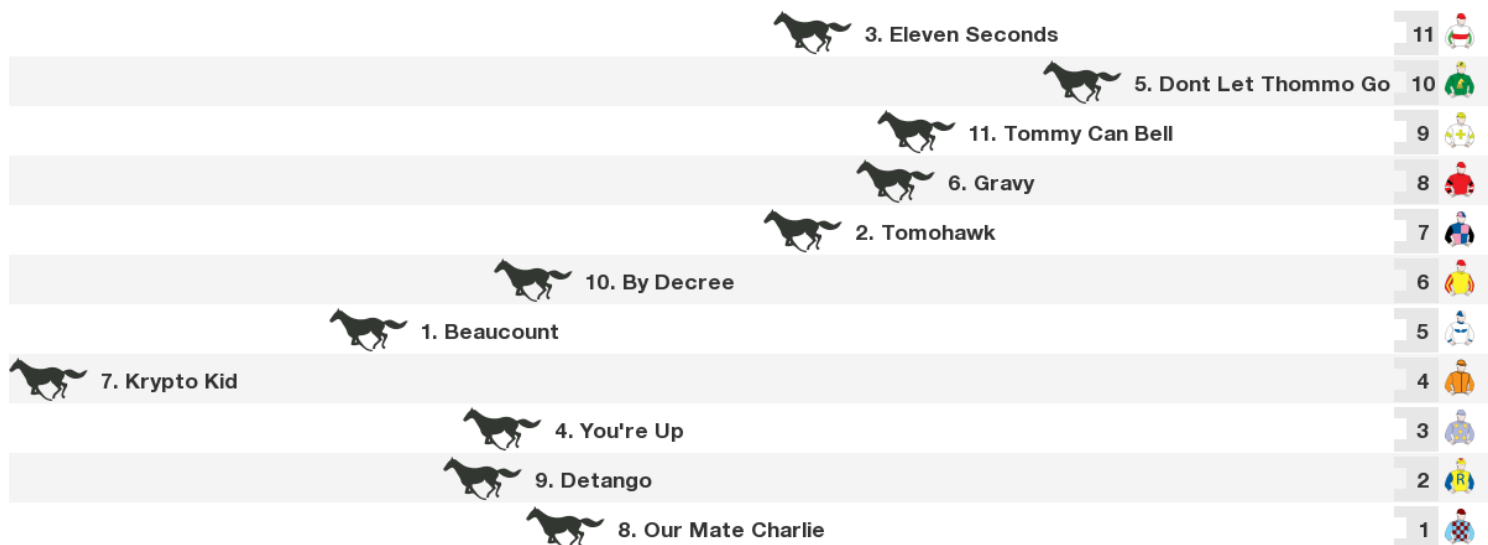 3. Eleven Seconds 11
5. Dont Let Thommo Go 10
11. Tommy Can Bell 9
6. Gravy 8
2. Tomohawk 7
10. By Decree 6
1. Beaucount 5
7. Krypto Kid 4
4. You're Up 3
9. Detango 2 R
8. Our Mate Charlie 1